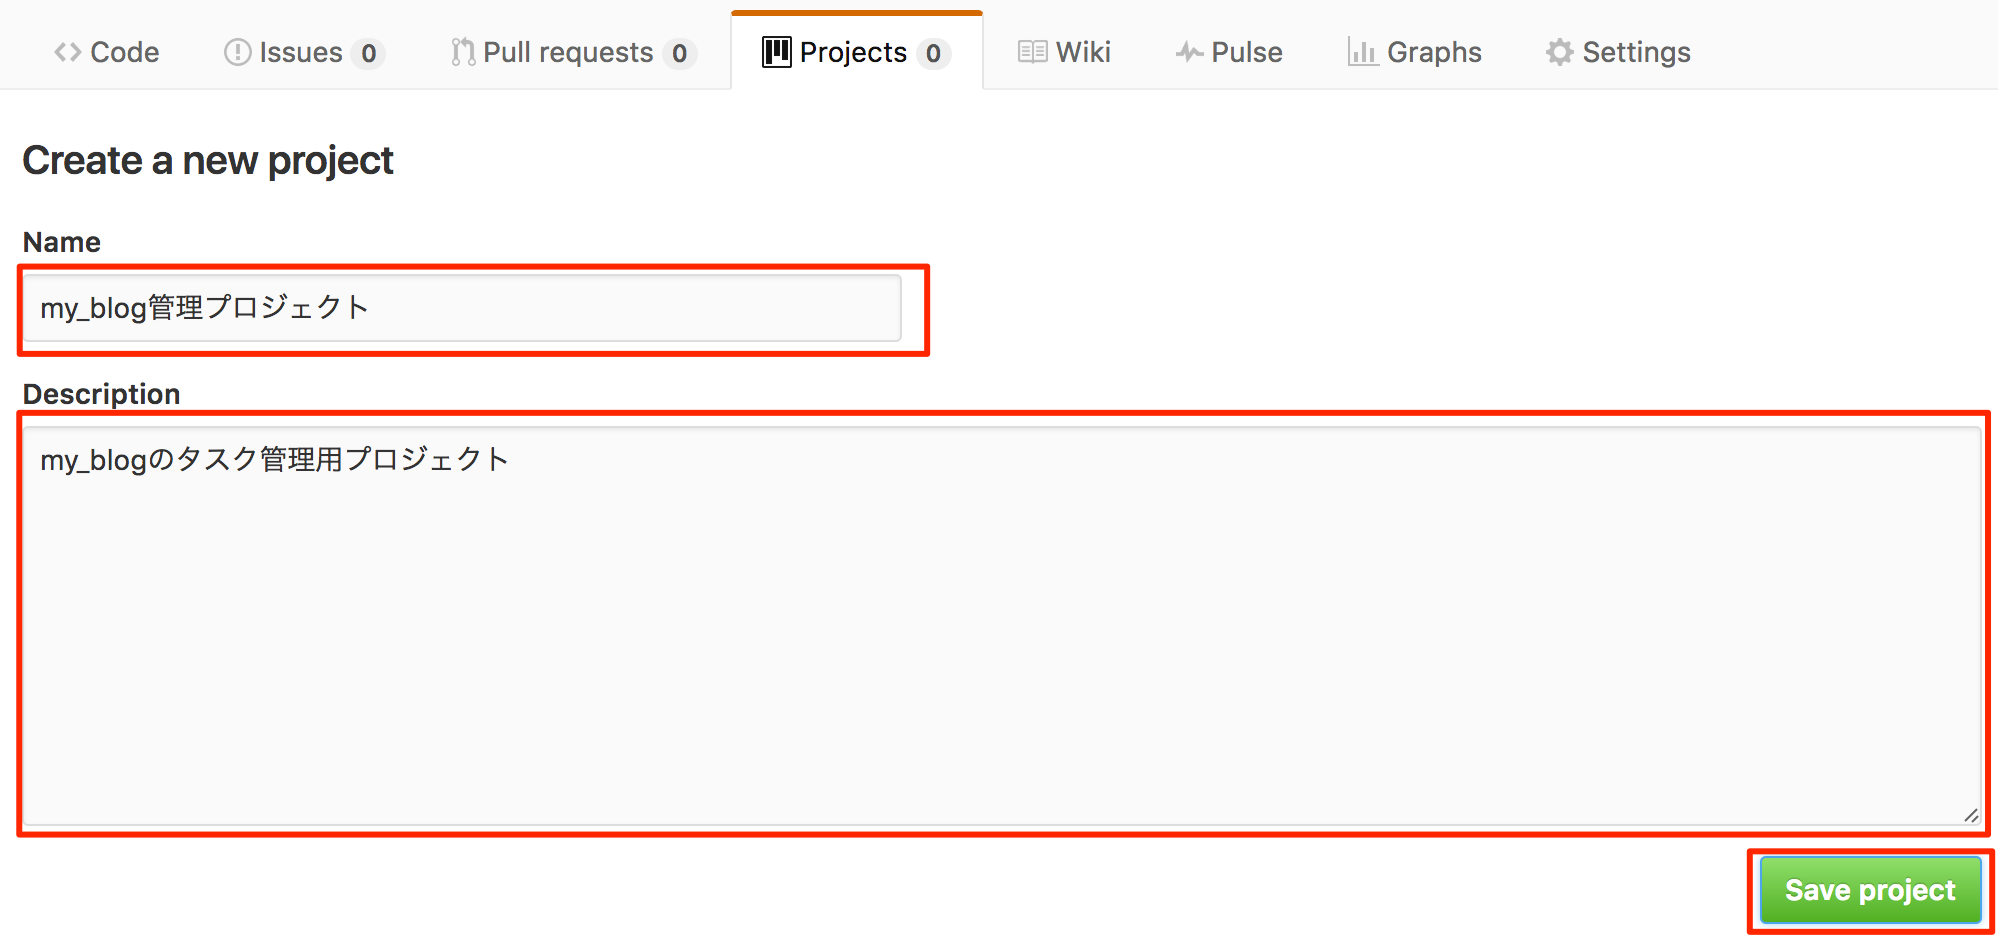 Code Issues 0 Pull requests 0 Projects 0 Wiki Pulse Graphs Settings
Create a new project
Name
my_blog管理プロジェクト
Description
my_blogのタスク管理用プロジェクト
Save project